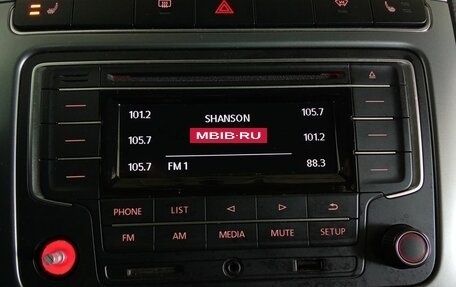 101.2 SHANSON 105.7
105.7 MBIB·RU 101.2
105.7 FM 1 88.3
PHONE LIST MUTE SETUP
FM AM MEDIA